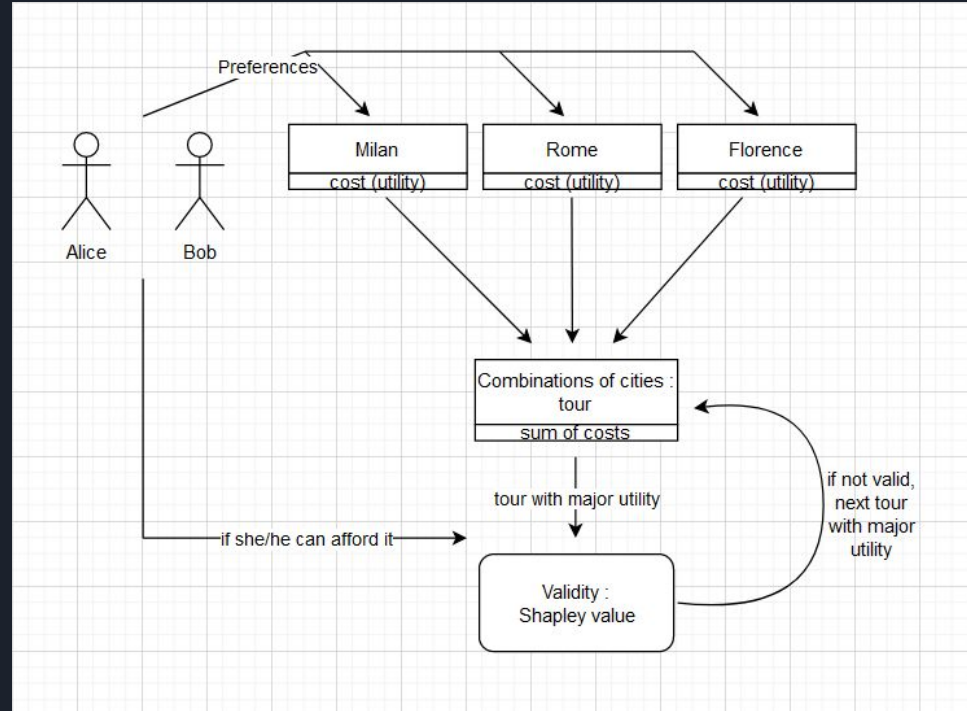 Preferences
Milan
Rome
Florence
cost (utility)
cost (utility)
cost (utility)
Alice
Bob
Combinations of cities :
tour
sum of costs
tour with major utility
if not valid,
next tour
with major
utility
if she/he can afford it
Validity :
Shapley value